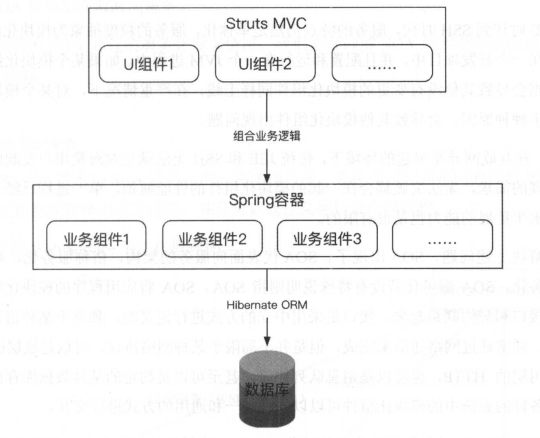 Struts MVC
UI组件1
UI组件2
……
组合业务逻辑
Spring容器
业务组件1
业务组件2
业务组件3
……
Hibernate ORM
数据库